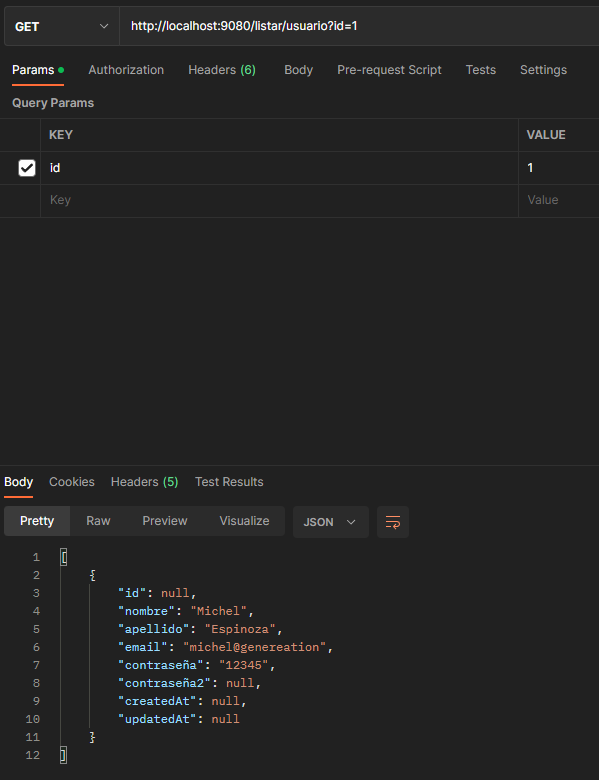 GET http://localhost:9080/listar/usuario?id=1
Params Authorization Headers (6) Body Pre-request Script Tests Settings
Query Params
KEY VALUE
id 1
Key Value
Body Cookies Headers (5) Test Results
Pretty Raw Preview Visualize JSON
1 [
2 {
3 "id": null,
4 "nombre": "Michel",
5 "apellido": "Espinoza",
6 "email": "michel@genereation",
7 "contraseña": "12345",
8 "contraseña2": null,
9 "createdAt": null,
10 "updatedAt": null
11 }
12 ]